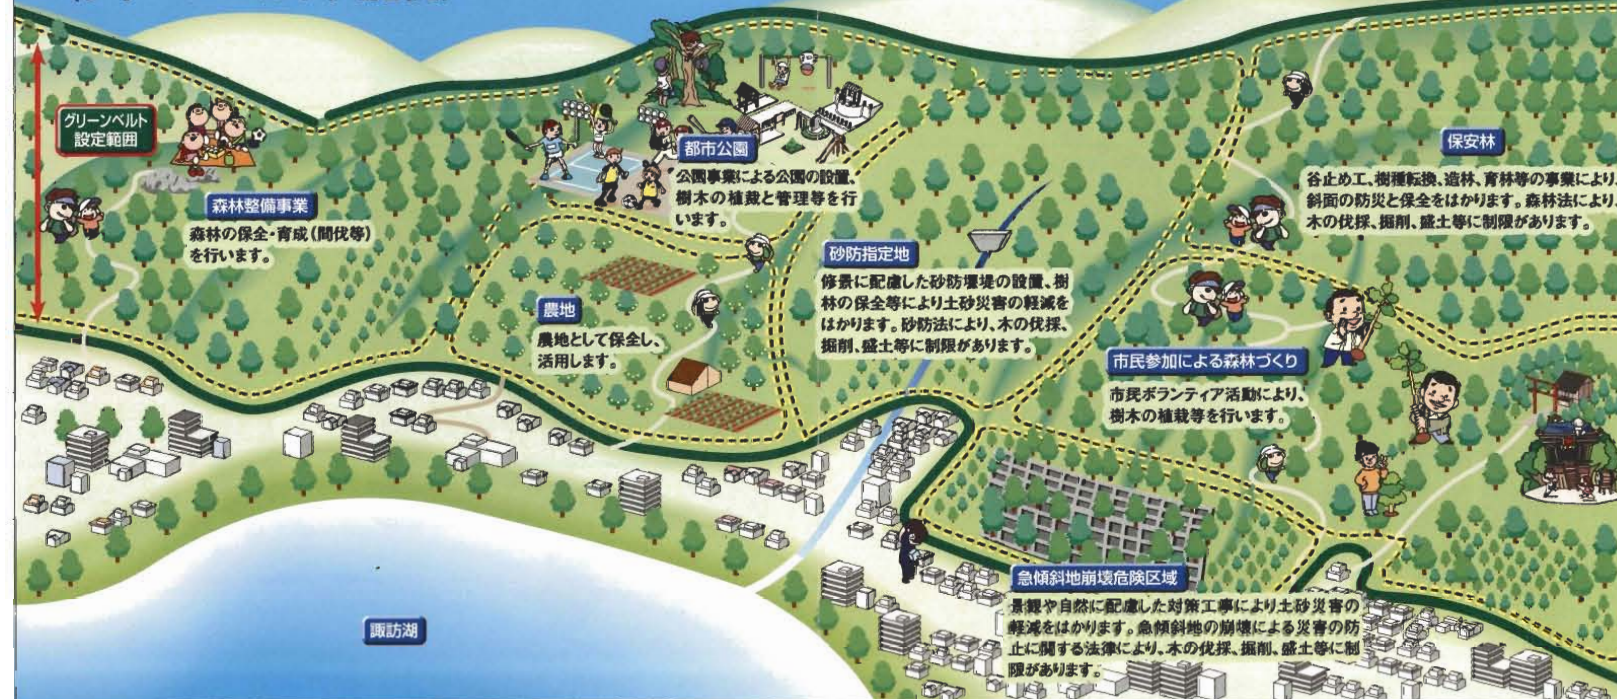 グリーンベルト
設定範囲
森林整備事業
森林の保全・育成(間伐等)
を行います。
都市公園
公園事業による公園の設置、
樹木の植栽と管理等を行
います。
農地
農地として保全し、
活用します。
砂防指定地
修景に配慮した砂防堰堤の設置、樹
林の保全等により土砂災害の軽減を
はかります。砂防法により、木の伐採、
掘削、盛土等に制限があります。
保安林
谷止め工、樹種転換、造林、育林等の事業により、
斜面の防災と保全をはかります。森林法により、
木の伐採、掘削、盛土等に制限があります。
市民参加による森林づくり
市民ボランティア活動により、
樹木の植栽等を行います。
急傾斜地崩壊危険区域
景観や自然に配慮した対策工事により土砂災害の
軽減をはかります。急傾斜地の崩壊による災害の防
止に関する法律により、木の伐採、掘削、盛土等に制
限があります。
諏訪湖